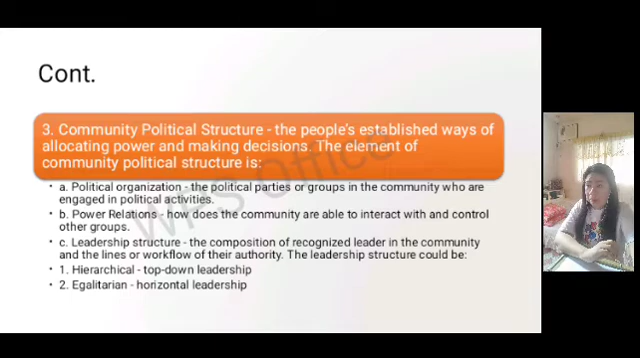 Cont.
3. Community Political Structure - the people's established ways of
allocating power and making decisions. The element of
community political structure is:
• a. Political organization - the political parties or groups in the community who are
engaged in political activities.
• b. Power Relations - how does the community are able to interact with and control
other groups.
• c. Leadership structure - the composition of recognized leader in the community
and the lines or workflow of their authority. The leadership structure could be:
• 1. Hierarchical - top-down leadership
• 2. Egalitarian - horizontal leadership
WPS Office